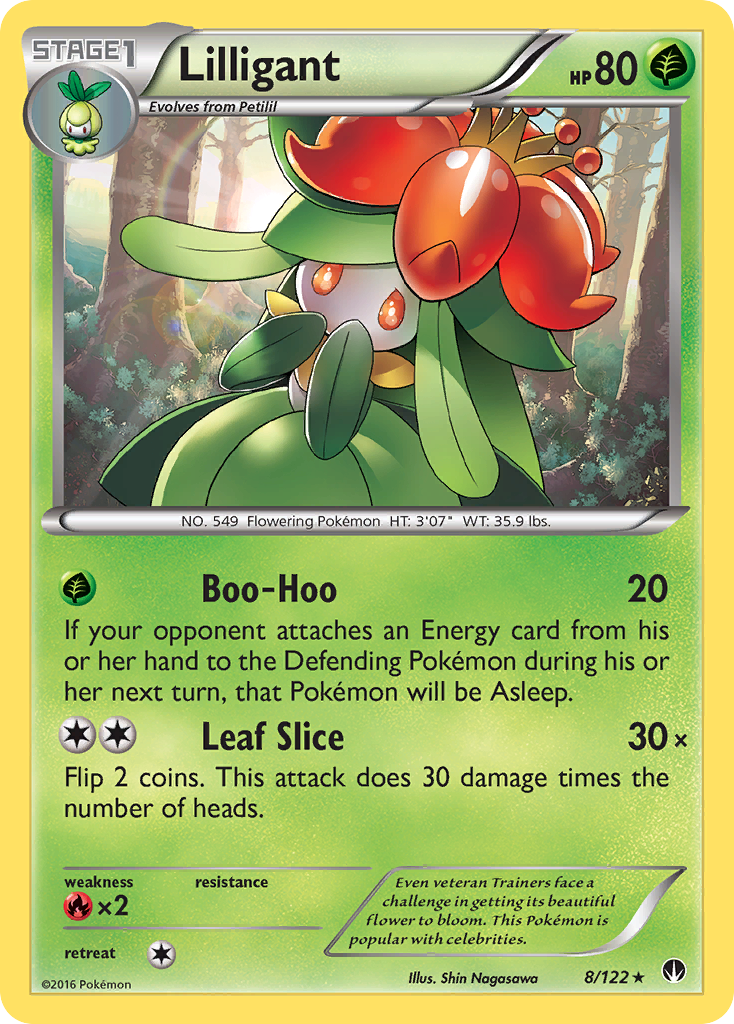 STAGE1
Lilligant
HP 80
Evolves from Petilil
NO. 549 Flowering Pokémon HT: 3'07" WT: 35.9 lbs.
Boo-Hoo 20
If your opponent attaches an Energy card from his
or her hand to the Defending Pokémon during his or
her next turn, that Pokémon will be Asleep.
Leaf Slice 30×
Flip 2 coins. This attack does 30 damage times the
number of heads.
weakness resistance
×2
retreat
Even veteran Trainers face a
challenge in getting its beautiful
flower to bloom. This Pokémon is
popular with celebrities.
©2016 Pokémon
Illus. Shin Nagasawa
8/122 ★